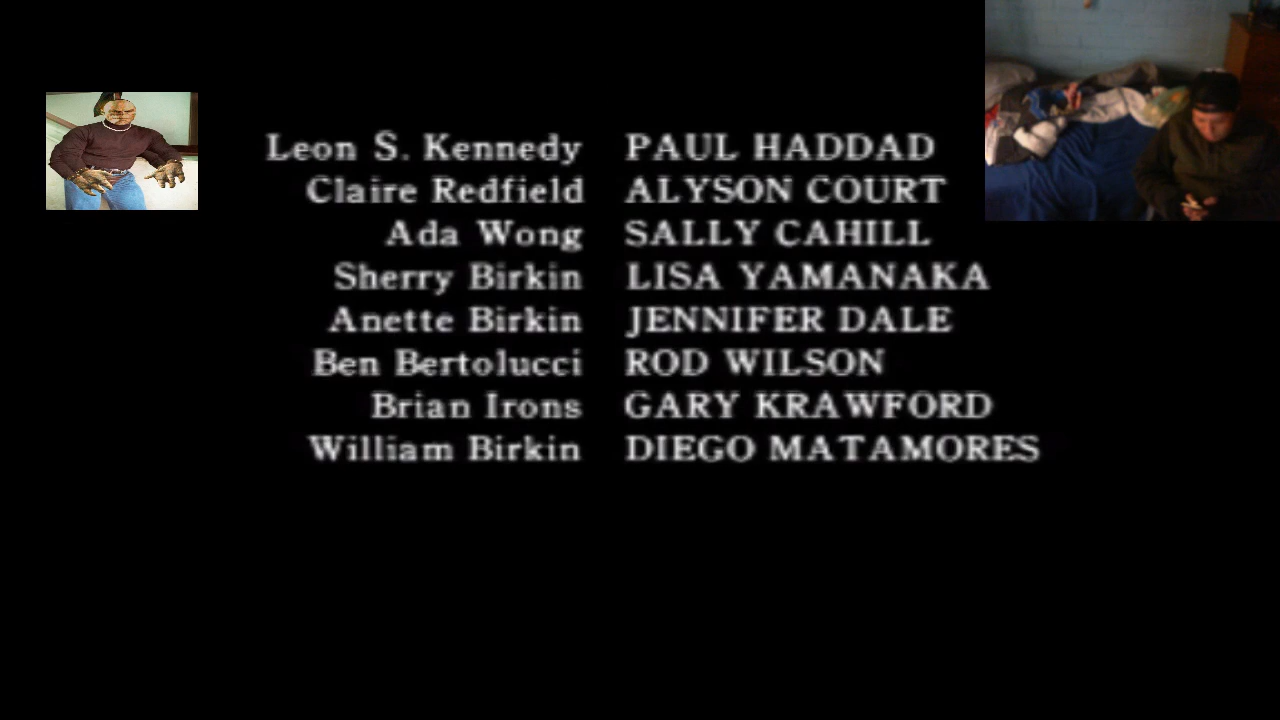 Leon S. Kennedy PAUL HADDAD
Claire Redfield ALYSON COURT
Ada Wong SALLY CAHILL
Sherry Birkin LISA YAMANAKA
Anette Birkin JENNIFER DALE
Ben Bertolucci ROD WILSON
Brian Irons GARY KRAWFORD
William Birkin DIEGO MATAMORES